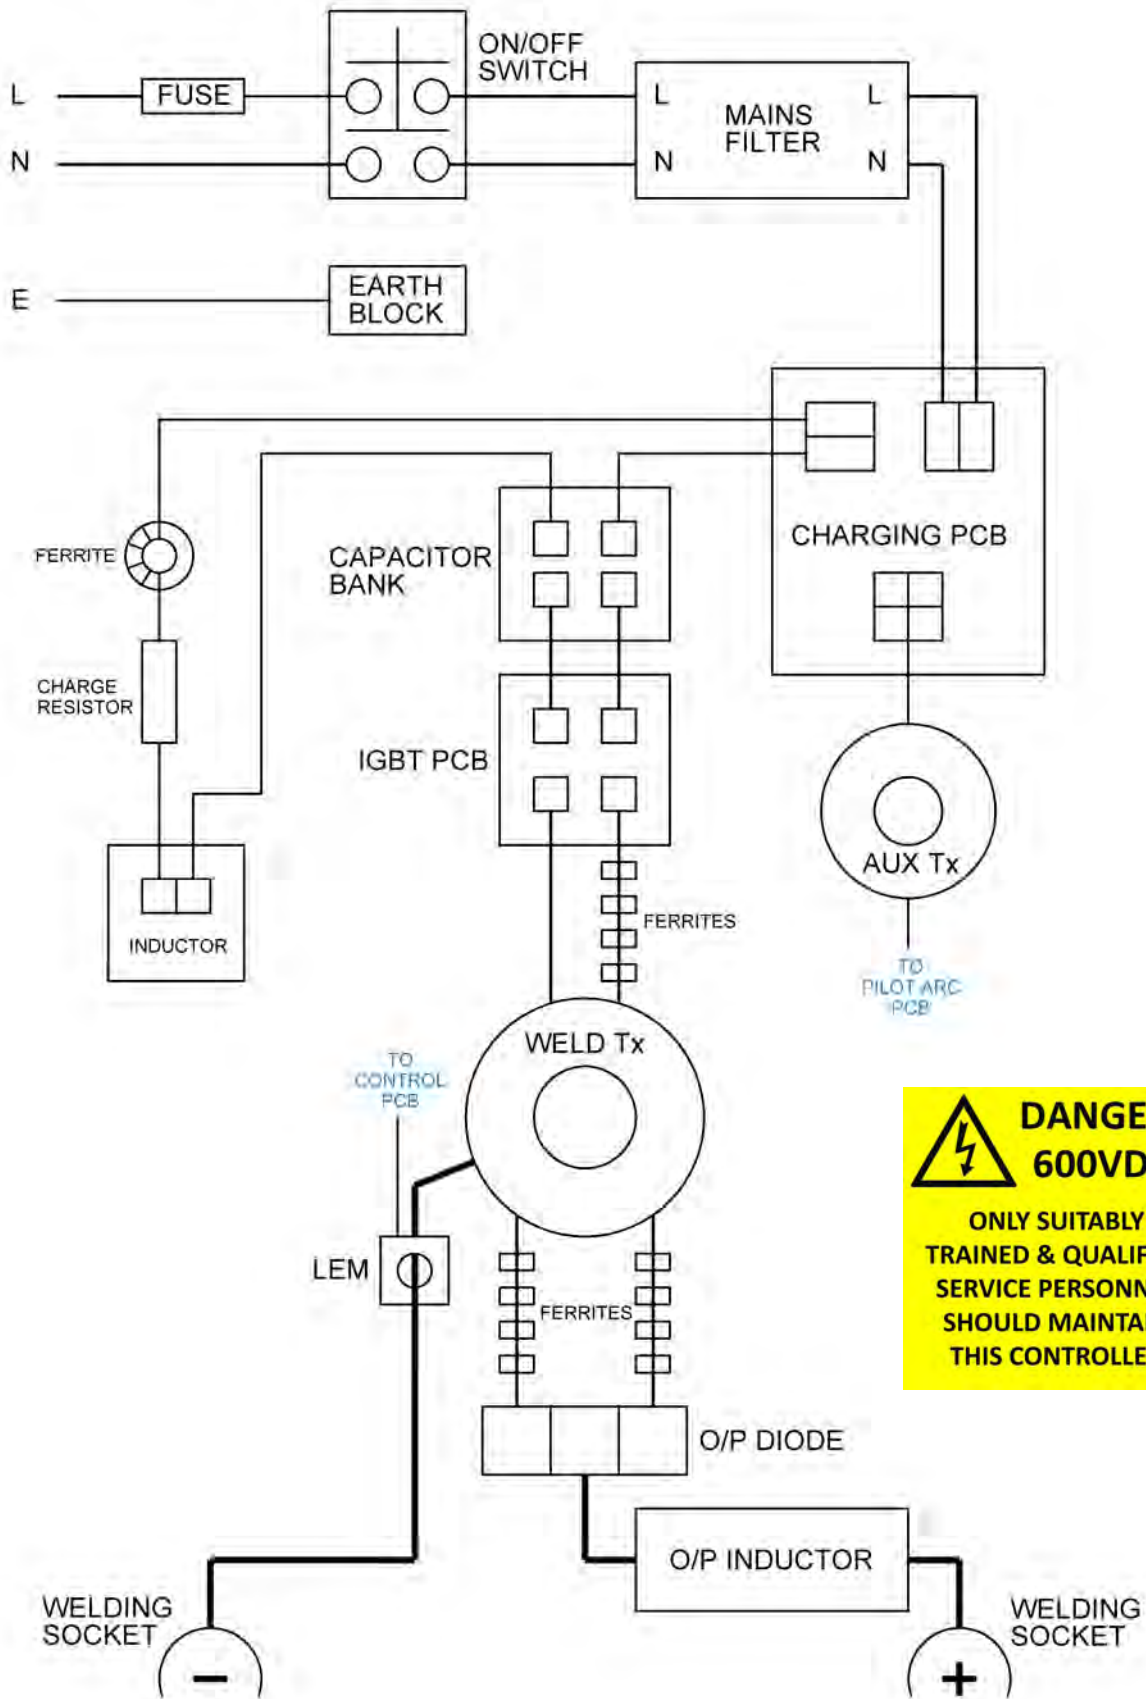 L
FUSE
ON/OFF
SWITCH
L
MAINS
FILTER
L
N
N
N
E
EARTH
BLOCK
CHARGING PCB
FERRITE
CAPACITOR
BANK
CHARGE
RESISTOR
IGBT PCB
INDUCTOR
AUX Tx
FERRITES
TO
PILOT ARC
PCB
WELD Tx
TO
CONTROL
PCB
DANGE
600VD
ONLY SUITABLY
TRAINED & QUALIF
SERVICE PERSONN
SHOULD MAINTA
THIS CONTROLLE
LEM
FERRITES
O/P DIODE
O/P INDUCTOR
WELDING
SOCKET
−
WELDING
SOCKET
+